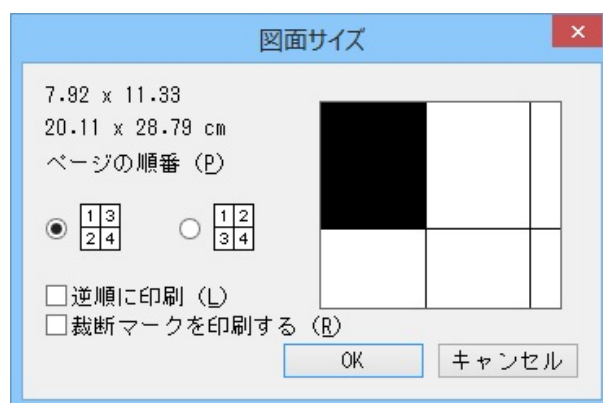 図面サイズ
7.92 x 11.33
20.11 x 28.79 cm
ページの順番 (P)
1 3
2 4
1 2
3 4
逆順に印刷 (L)
裁断マークを印刷する (R)
OK
キャンセル